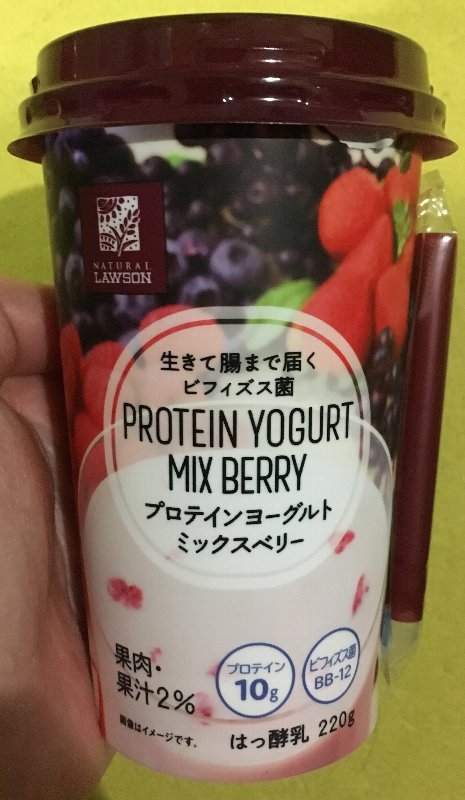 NATURAL
LAWSON
生きて腸まで届く
ビフィズス菌
PROTEIN YOGURT
MIX BERRY
プロテインヨーグルト
ミックスベリー
果肉・
果汁2%
プロテイン
10g
ビフィズス菌
BB-12
画像はイメージです。
はっ酵乳 220g